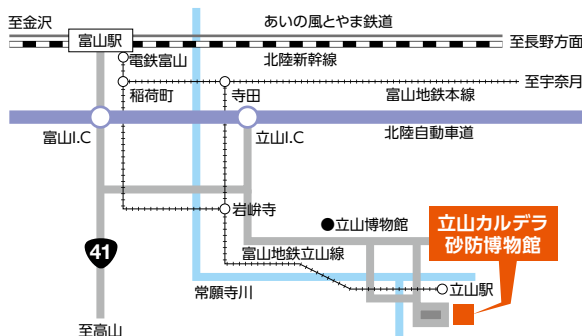 至金沢
あいの風とやま鉄道
富山駅
至長野方面
電鉄富山
北陸新幹線
稲荷町
寺田
富山地鉄本線
至宇奈月
富山I.C
立山I.C
北陸自動車道
岩峅寺
立山博物館
立山カルデラ
砂防博物館
41
富山地鉄立山線
常願寺川
立山駅
至高山